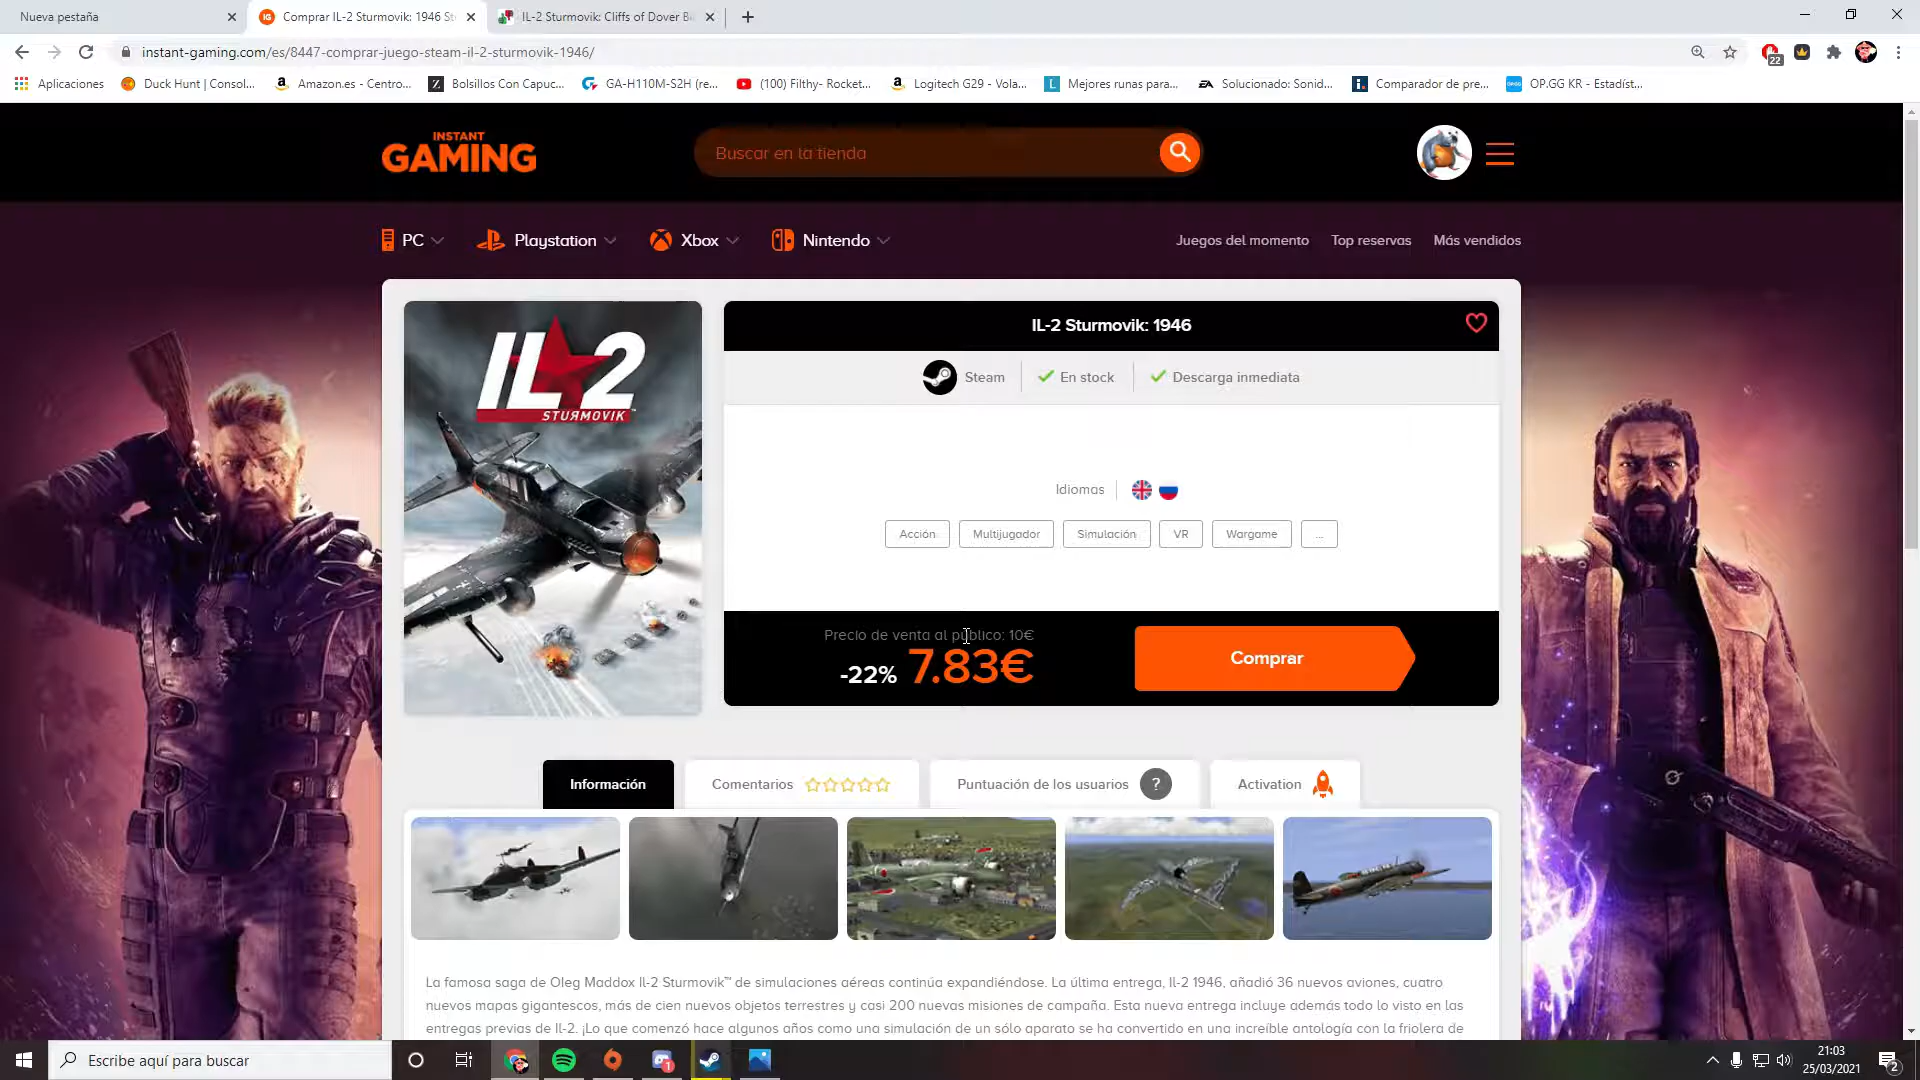 Nueva pestaña
Comprar IL-2 Sturmovik: 1946 St
IL-2 Sturmovik: Cliffs of Dover B
instant-gaming.com/es/8447-comprar-juego-steam-il-2-sturmovik-1946/
22
Aplicaciones
Duck Hunt | Consol...
Amazon.es - Centro...
Bolsillos Con Capuc...
GA-H110M-S2H (re...
(100) Filthy- Rocket...
Logitech G29 - Vola...
Mejores runas para...
Solucionado: Sonid...
Comparador de pre...
OP.GG KR - Estadíst...
INSTANT
GAMING
Buscar en la tienda
PC
Playstation
Xbox
Nintendo
Juegos del momento
Top reservas
Más vendidos
IL-2
STURMOVIK
IL-2 Sturmovik: 1946
Steam
En stock
Descarga inmediata
Idiomas
Acción
Multijugador
Simulación
VR
Wargame
...
Precio de venta al público: 10€
-22% 7.83€
Comprar
Información
Comentarios
Puntuación de los usuarios ?
Activation
La famosa saga de Oleg Maddox Il-2 Sturmovik™ de simulaciones aéreas continúa expandiéndose. La última entrega, Il-2 1946, añadió 36 nuevos aviones, cuatro
nuevos mapas gigantescos, más de cien nuevos objetos terrestres y casi 200 nuevas misiones de campaña. Esta nueva entrega incluye además todo lo visto en las
entregas previas de Il-2. ¡Lo que comenzó hace algunos años como una simulación de un sólo aparato se ha convertido en una increíble antología con la friolera de
Escribe aquí para buscar
1
21:03
25/03/2021
2